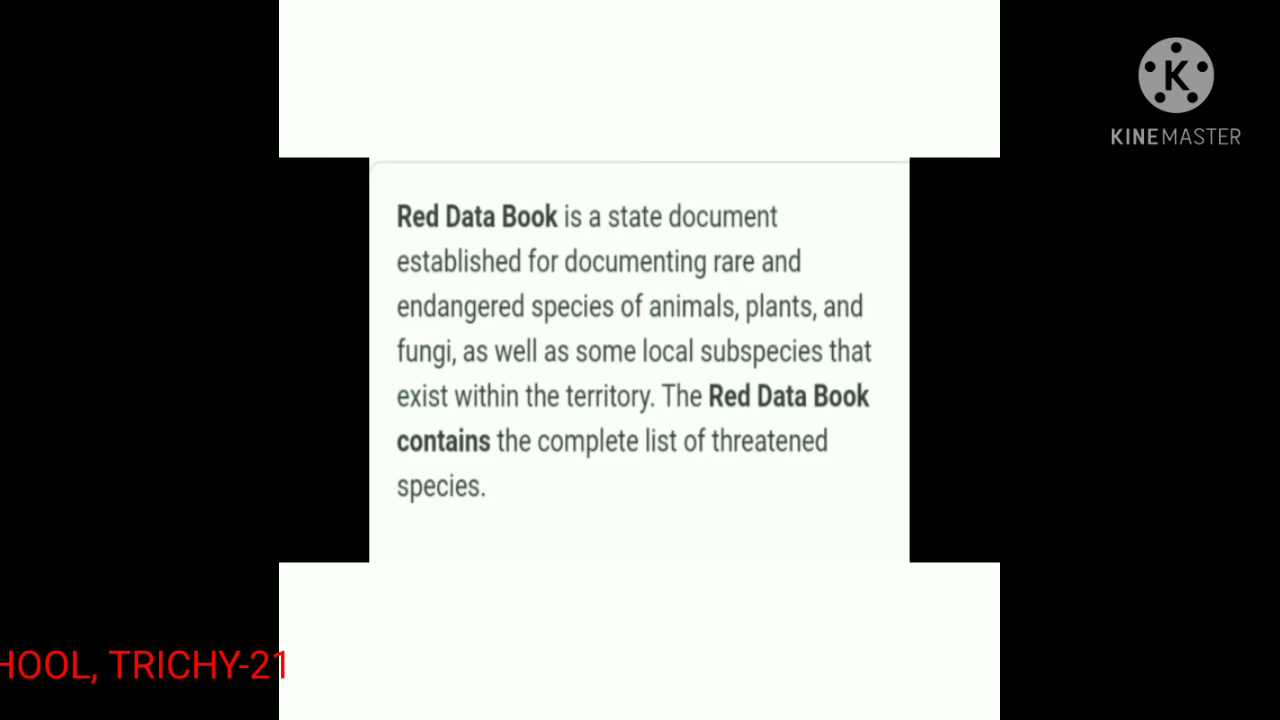 K
KINEMASTER
Red Data Book is a state document
established for documenting rare and
endangered species of animals, plants, and
fungi, as well as some local subspecies that
exist within the territory. The Red Data Book
contains the complete list of threatened
species.
HOOL, TRICHY-21